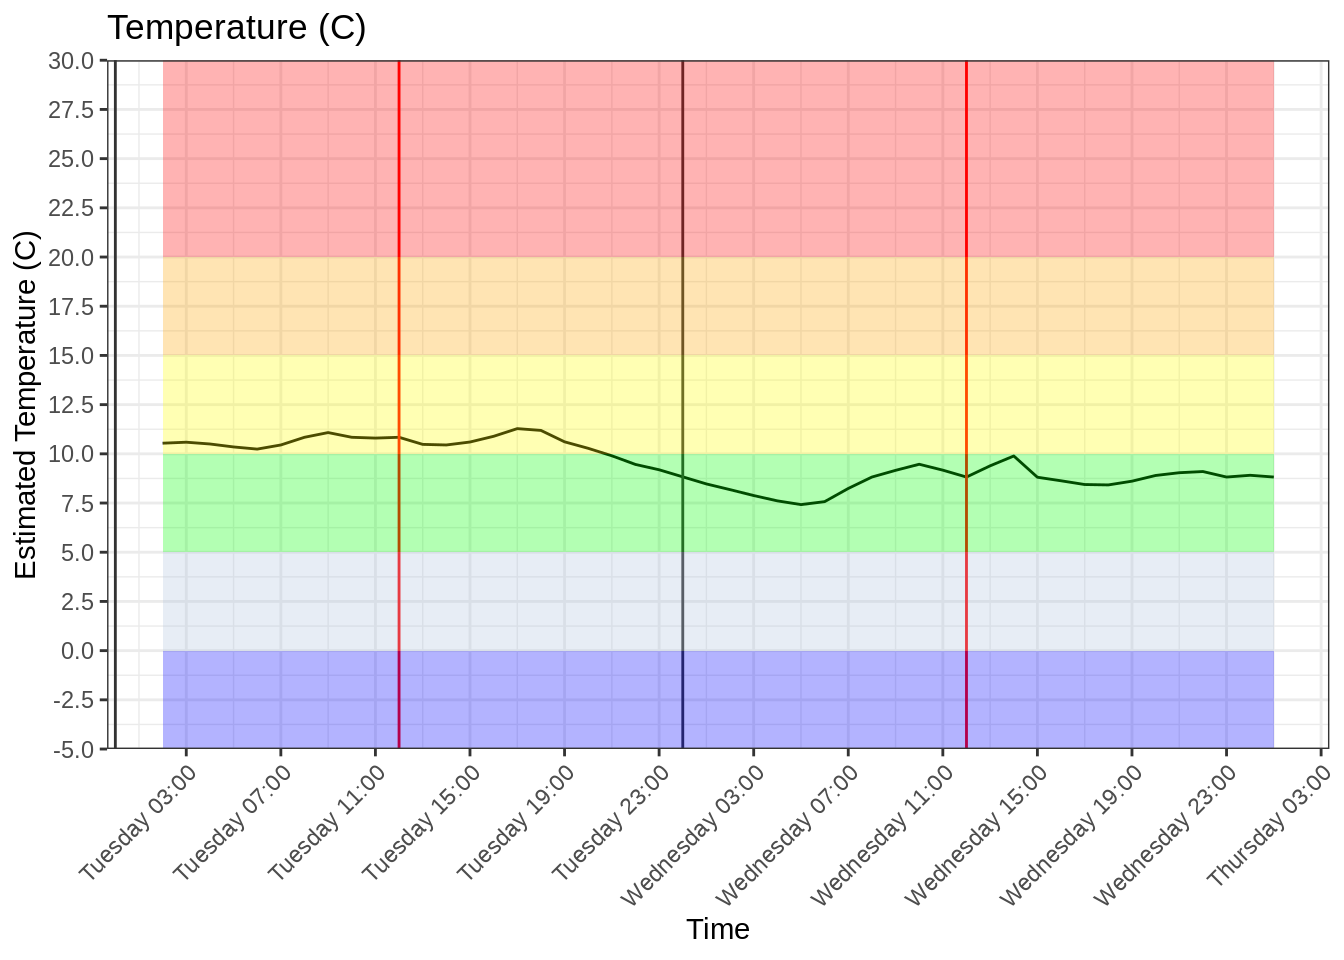 Temperature (C)
30.0
27.5
25.0
22.5
20.0
17.5
15.0
12.5
10.0
7.5
5.0
2.5
0.0
-2.5
-5.0
Estimated Temperature (C)
Tuesday 03:00
Tuesday 07:00
Tuesday 11:00
Tuesday 15:00
Tuesday 19:00
Tuesday 23:00
Wednesday 03:00
Wednesday 07:00
Wednesday 11:00
Wednesday 15:00
Wednesday 19:00
Wednesday 23:00
Thursday 03:00
Time